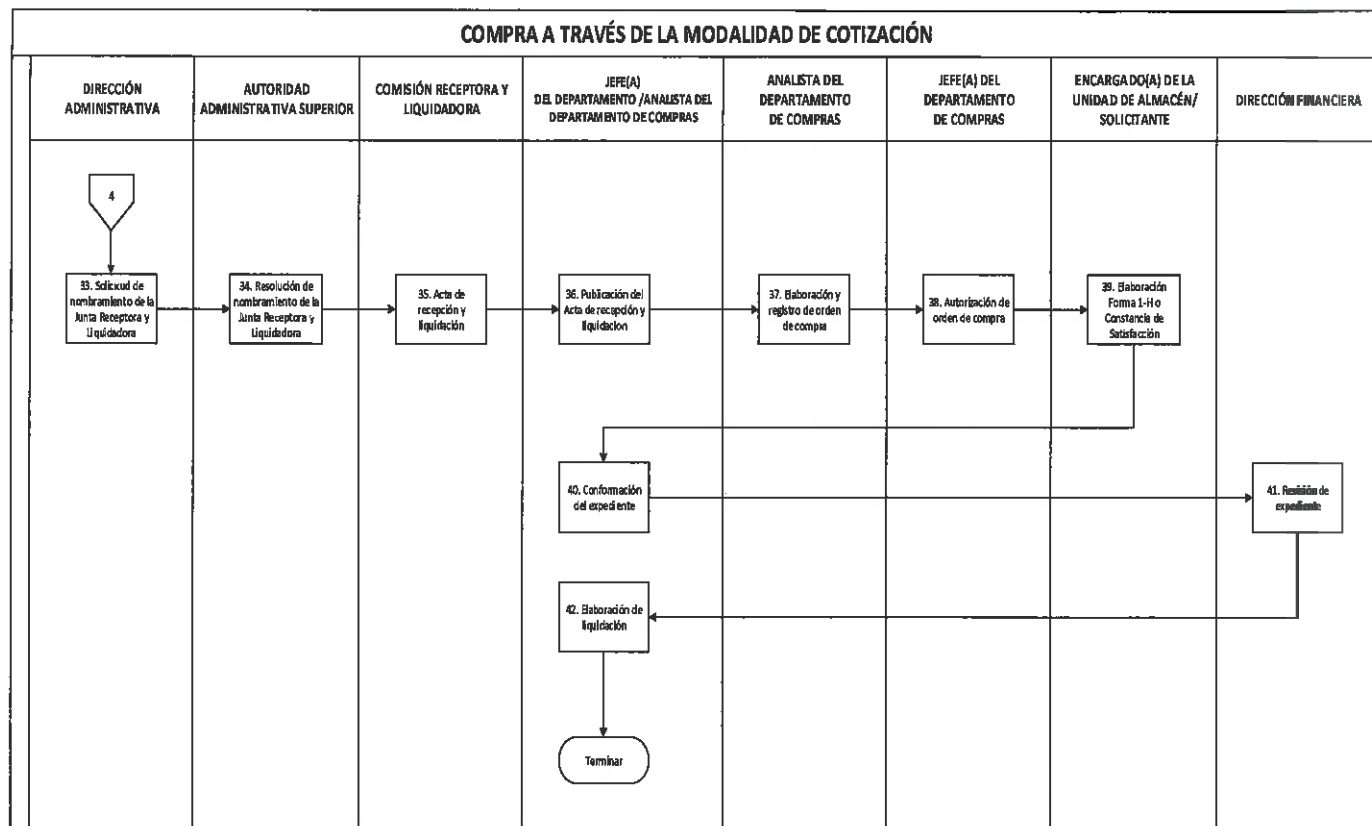 COMPRA A TRAVÉS DE LA MODALIDAD DE COTIZACIÓN
DIRECCIÓN
ADMINISTRATIVA
AUTORIDAD
ADMINISTRATIVA SUPERIOR
COMISIÓN RECEPTORA Y
LIQUIDADORA
JEFE(A)
DEL DEPARTAMENTO /ANALISTA DEL
DEPARTAMENTO DE COMPRAS
ANALISTA DEL
DEPARTAMENTO
DE COMPRAS
JEFE(A) DEL
DEPARTAMENTO
DE COMPRAS
ENCARGADO(A) DE LA
UNIDAD DE ALMACÉN/
SOLICITANTE
DIRECCIÓN FINANCIERA
4
33. Solicitud de
nombramiento de la
Junta Receptora y
Liquidadora
34. Resolución de
nombramiento de la
Junta Receptora y
Liquidadora
35. Acta de
recepción y
liquidación
36. Publicación del
Acta de recepción y
liquidacion
37. Elaboración y
registro de orden
de compra
38. Autorización de
orden de compra
39. Elaboración
Forma 1-H o
Constancia de
Satisfacción
40. Conformación
del expediente
41. Revisión de
expediente
42. Elaboración de
liquidación
Terminar